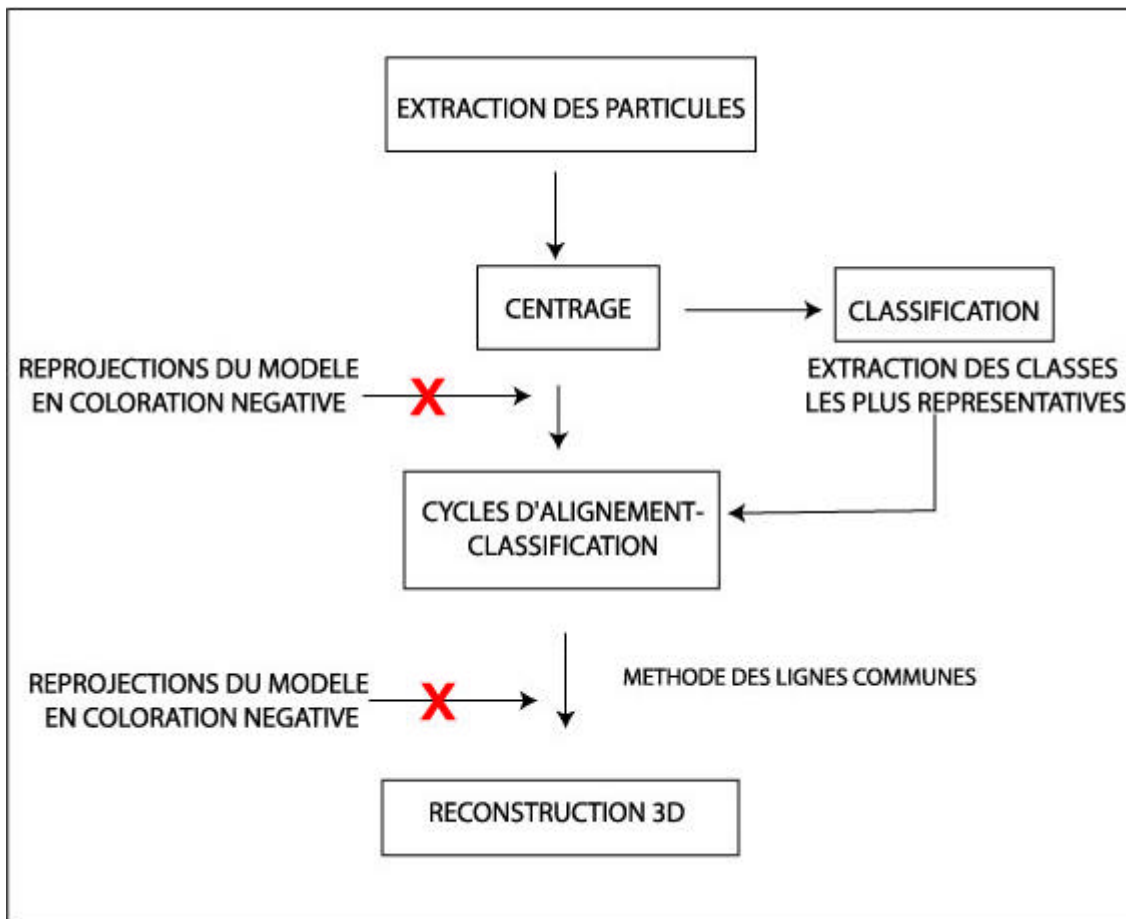 EXTRACTION DES PARTICULES
CENTRAGE
CLASSIFICATION
REPROJECTIONS DU MODELE
EN COLORATION NEGATIVE
X
EXTRACTION DES CLASSES
LES PLUS REPRESENTATIVES
CYCLES D'ALIGNEMENT-
CLASSIFICATION
REPROJECTIONS DU MODELE
EN COLORATION NEGATIVE
X
METHODE DES LIGNES COMMUNES
RECONSTRUCTION 3D